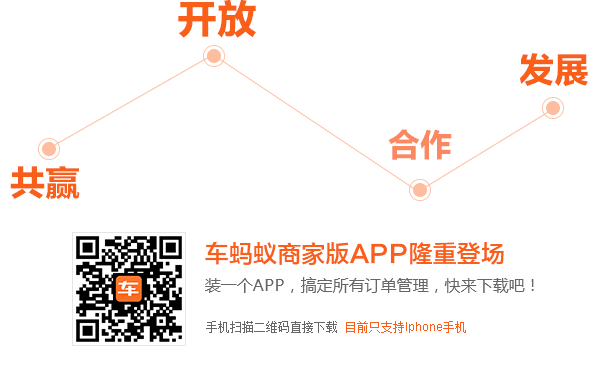 开放
发展
合作
共赢
车蚂蚁商家版APP隆重登场
装一个APP，搞定所有订单管理，快来下载吧！
车
手机扫描二维码直接下载 目前只支持Iphone手机